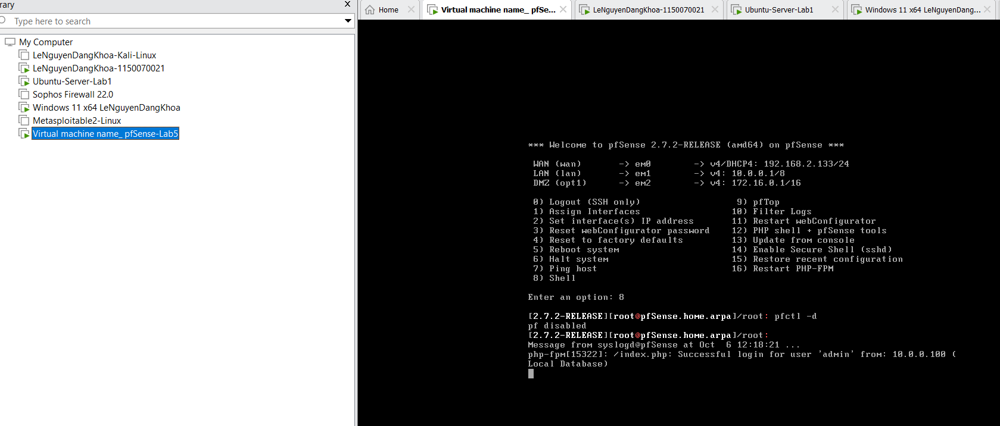 rary
Type here to search
My Computer
LeNguyenDangKhoa-Kali-Linux
LeNguyenDangKhoa-1150070021
Ubuntu-Server-Lab1
Sophos Firewall 22.0
Windows 11 x64 LeNguyenDangKhoa
Metasploitable2-Linux
Virtual machine name_ pfSense-Lab5
Home
Virtual machine name_ pfSe...
LeNguyenDangKhoa-1150070021
Ubuntu-Server-Lab1
Windows 11 x64 LeNguyenDang...
*** Welcome to pfSense 2.7.2-RELEASE (amd64) on pfSense ***
WAN (wan) -> em0 -> v4/DHCP4: 192.168.2.133/24
LAN (lan) -> em1 -> v4: 10.0.0.1/8
DMZ (opt1) -> em2 -> v4: 172.16.0.1/16
0) Logout (SSH only) 9) pfTop
1) Assign Interfaces 10) Filter Logs
2) Set interface(s) IP address 11) Restart webConfigurator
3) Reset webConfigurator password 12) PHP shell + pfSense tools
4) Reset to factory defaults 13) Update from console
5) Reboot system 14) Enable Secure Shell (sshd)
6) Halt system 15) Restore recent configuration
7) Ping host 16) Restart PHP-FPM
8) Shell
Enter an option: 8
[2.7.2-RELEASE][root@pfSense.home.arpa]/root: pfctl -d
pf disabled
[2.7.2-RELEASE][root@pfSense.home.arpa]/root:
Message from syslogd@pfSense at Oct 6 12:18:21 ...
php-fpm[15322]: /index.php: Successful login for user 'admin' from: 10.0.0.100 (
Local Database)